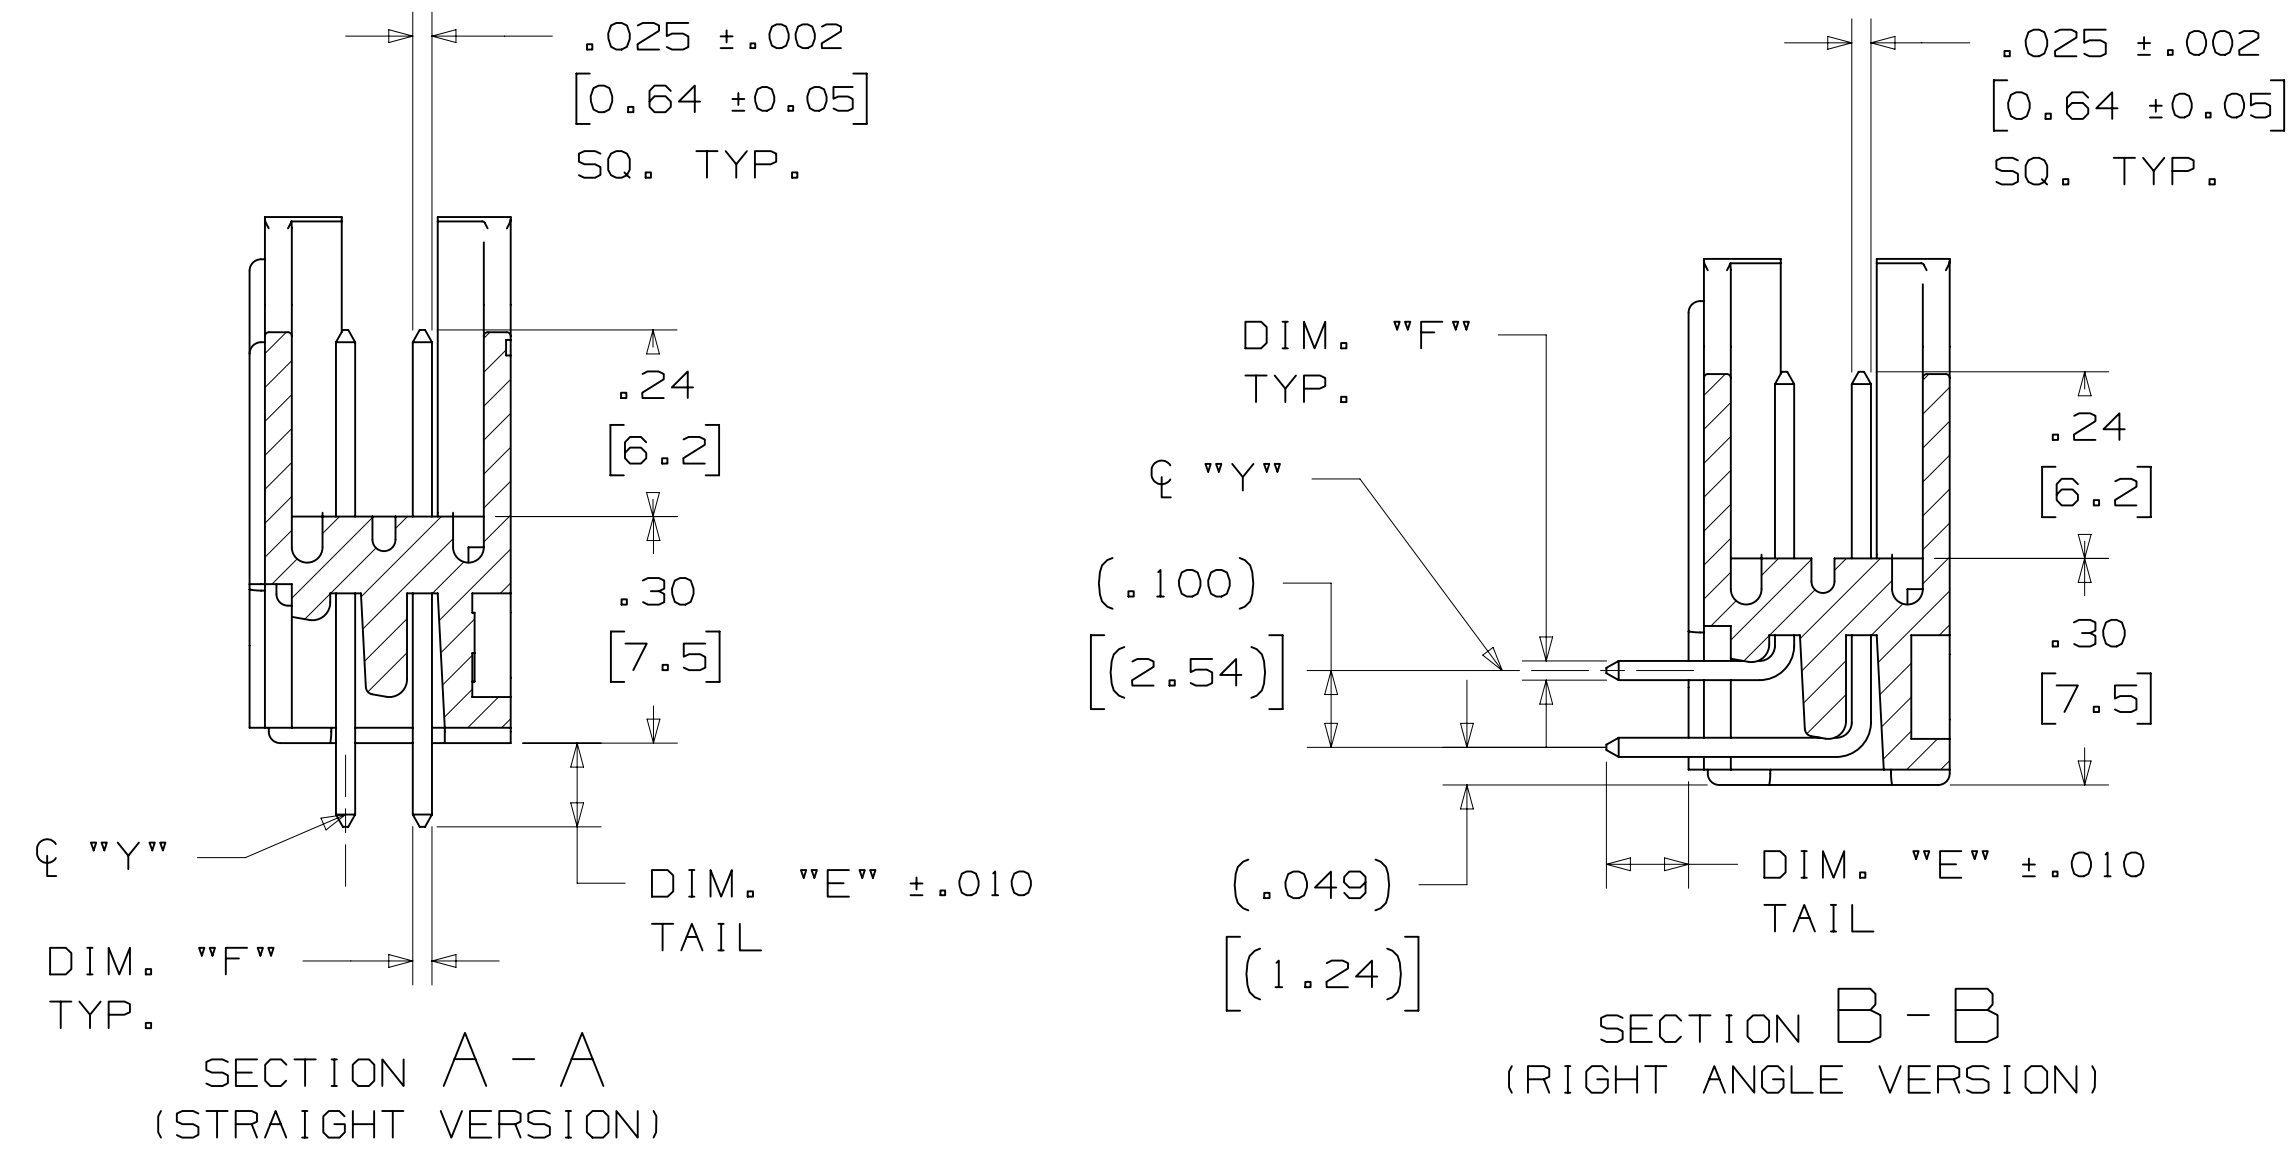 .025 ±.002
[0.64 ±0.05]
SQ. TYP.
.24
[6.2]
.30
[7.5]
℄ "Y"
DIM. "E" ±.010
TAIL
DIM. "F"
TYP.
SECTION A-A
(STRAIGHT VERSION)
.025 ±.002
[0.64 ±0.05]
SQ. TYP.
DIM. "F"
TYP.
℄ "Y"
(.100)
[(2.54)]
.24
[6.2]
.30
[7.5]
(.049)
[(1.24)]
DIM. "E" ±.010
TAIL
SECTION B-B
(RIGHT ANGLE VERSION)